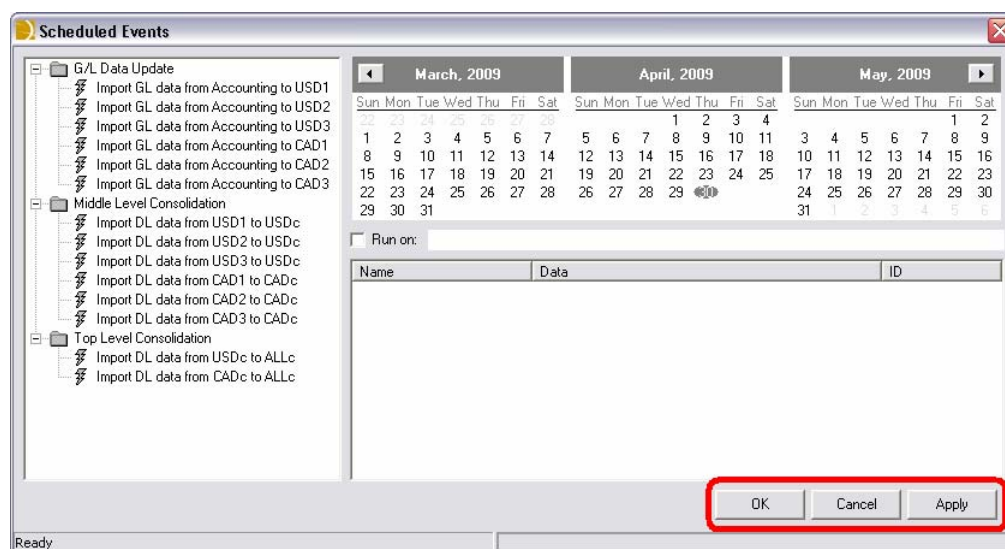 Scheduled Events
G/L Data Update
Import GL data from Accounting to USD1
Import GL data from Accounting to USD2
Import GL data from Accounting to USD3
Import GL data from Accounting to CAD1
Import GL data from Accounting to CAD2
Import GL data from Accounting to CAD3
Middle Level Consolidation
Import DL data from USD1 to USDc
Import DL data from USD2 to USDc
Import DL data from USD3 to USDc
Import DL data from CAD1 to CADc
Import DL data from CAD2 to CADc
Import DL data from CAD3 to CADc
Top Level Consolidation
Import DL data from USDc to ALLc
Import DL data from CADc to ALLc
March, 2009
Sun Mon Tue Wed Thu Fri Sat
22 23 24 25 26 27 28
1 2 3 4 5 6 7
8 9 10 11 12 13 14
15 16 17 18 19 20 21
22 23 24 25 26 27 28
29 30 31
April, 2009
Sun Mon Tue Wed Thu Fri Sat
1 2 3 4
5 6 7 8 9 10 11
12 13 14 15 16 17 18
19 20 21 22 23 24 25
26 27 28 29 30
May, 2009
Sun Mon Tue Wed Thu Fri Sat
1 2
3 4 5 6 7 8 9
10 11 12 13 14 15 16
17 18 19 20 21 22 23
24 25 26 27 28 29 30
31 1 2 3 4 5 6
Run on:
Name Data ID
OK Cancel Apply
Ready